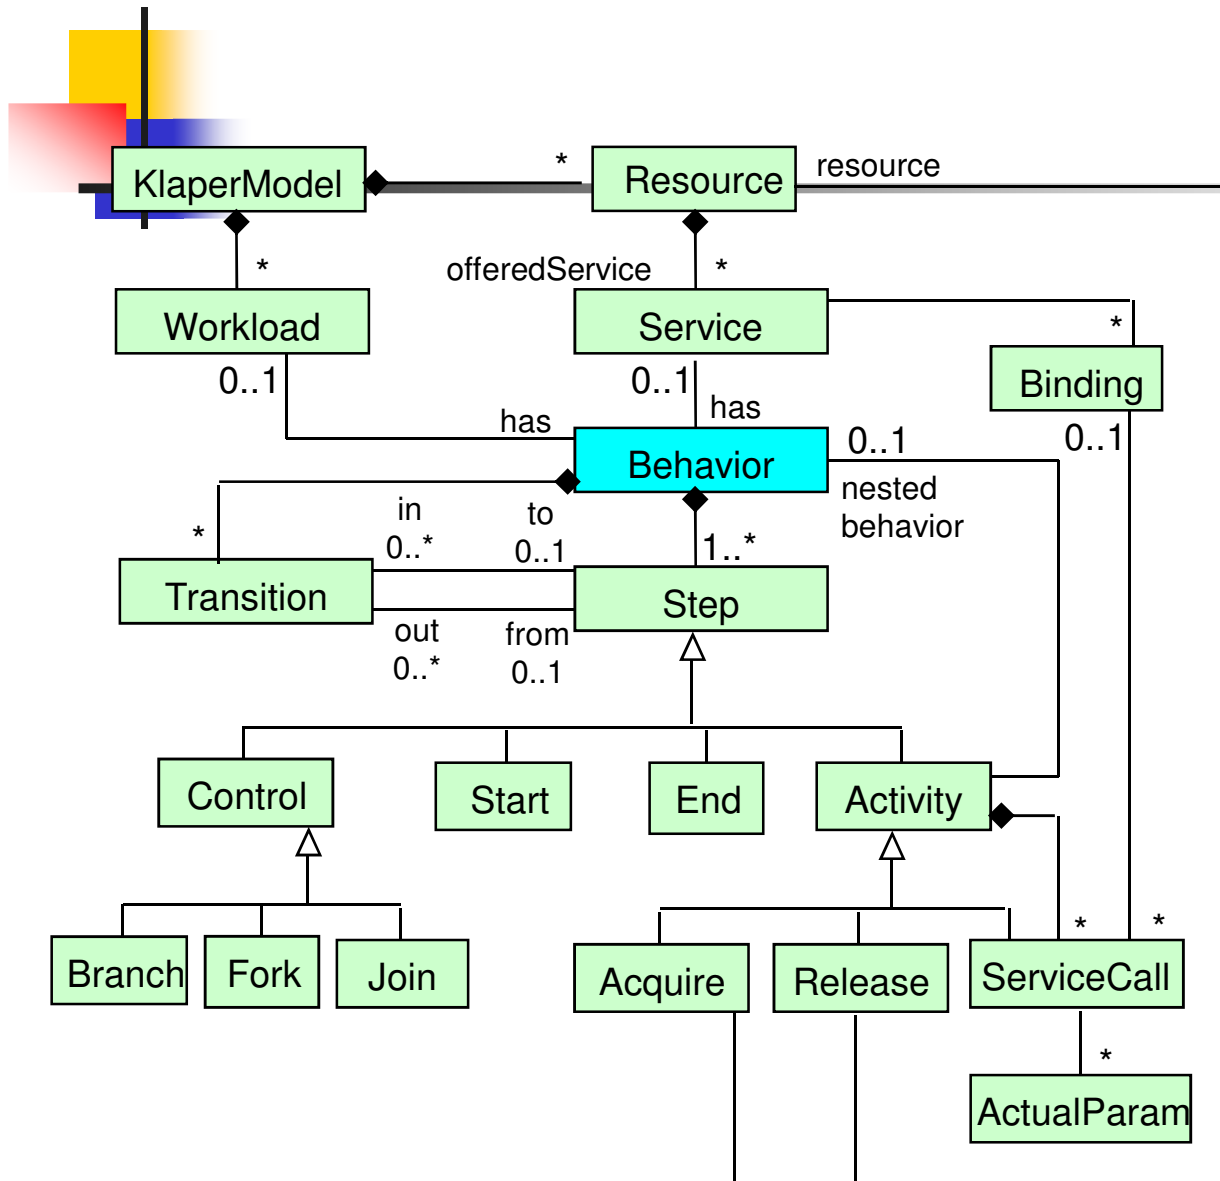 KlaperModel
*
Resource
resource
*
offeredService
*
Workload
Service
*
0..1
0..1
Binding
has
has
0..1
0..1
Behavior
nested
behavior
in
to
*
0..*
0..1
1..*
Transition
Step
out
from
0..*
0..1
Control
Start
End
Activity
*
*
Branch
Fork
Join
Acquire
Release
ServiceCall
*
ActualParam